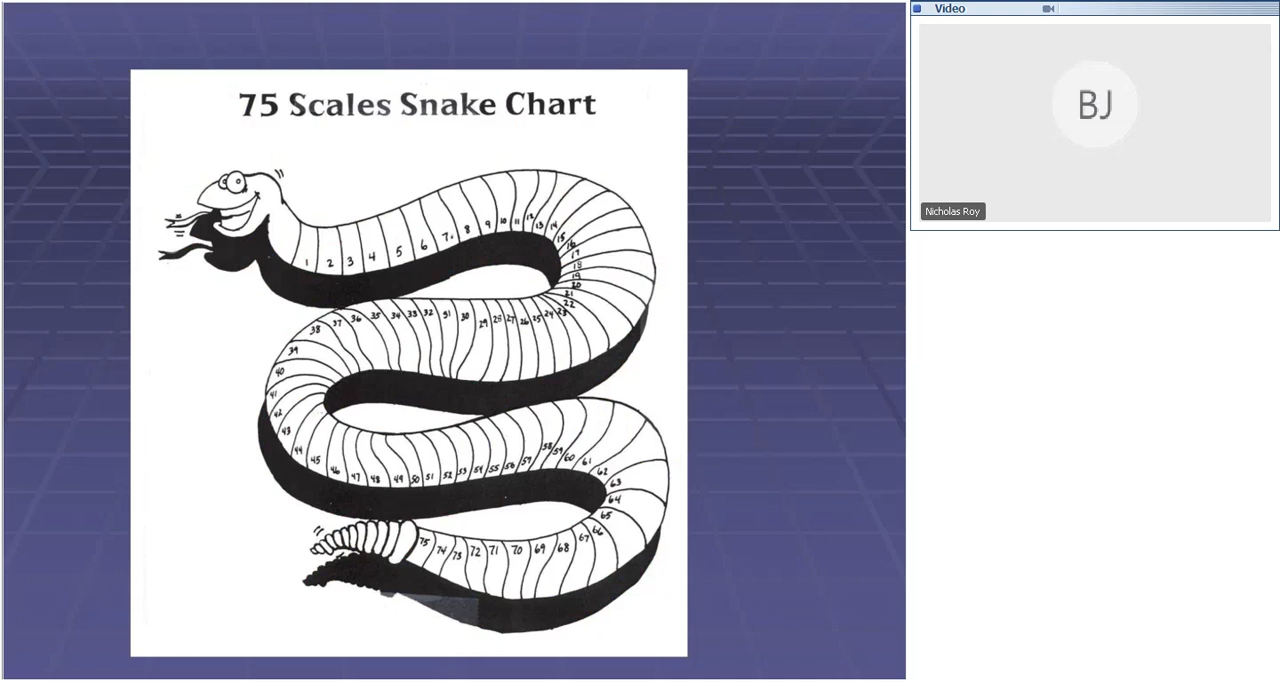 75 Scales Snake Chart
1 2 3 4 5 6 7. 8 9 10 11 12 13 14
15
16
17
18
19
20
21
22
38 37 36 35 34 33 32 31 30 29 28 27 26 25 24 23
39
40
41
42
43
44 45 46 47 48 49 50 51 52 53 54 55 56 57 58 59 60 61
62
63
64
65
66
75 74 73 72 71 70 69 68 67
Video
BJ
Nicholas Roy